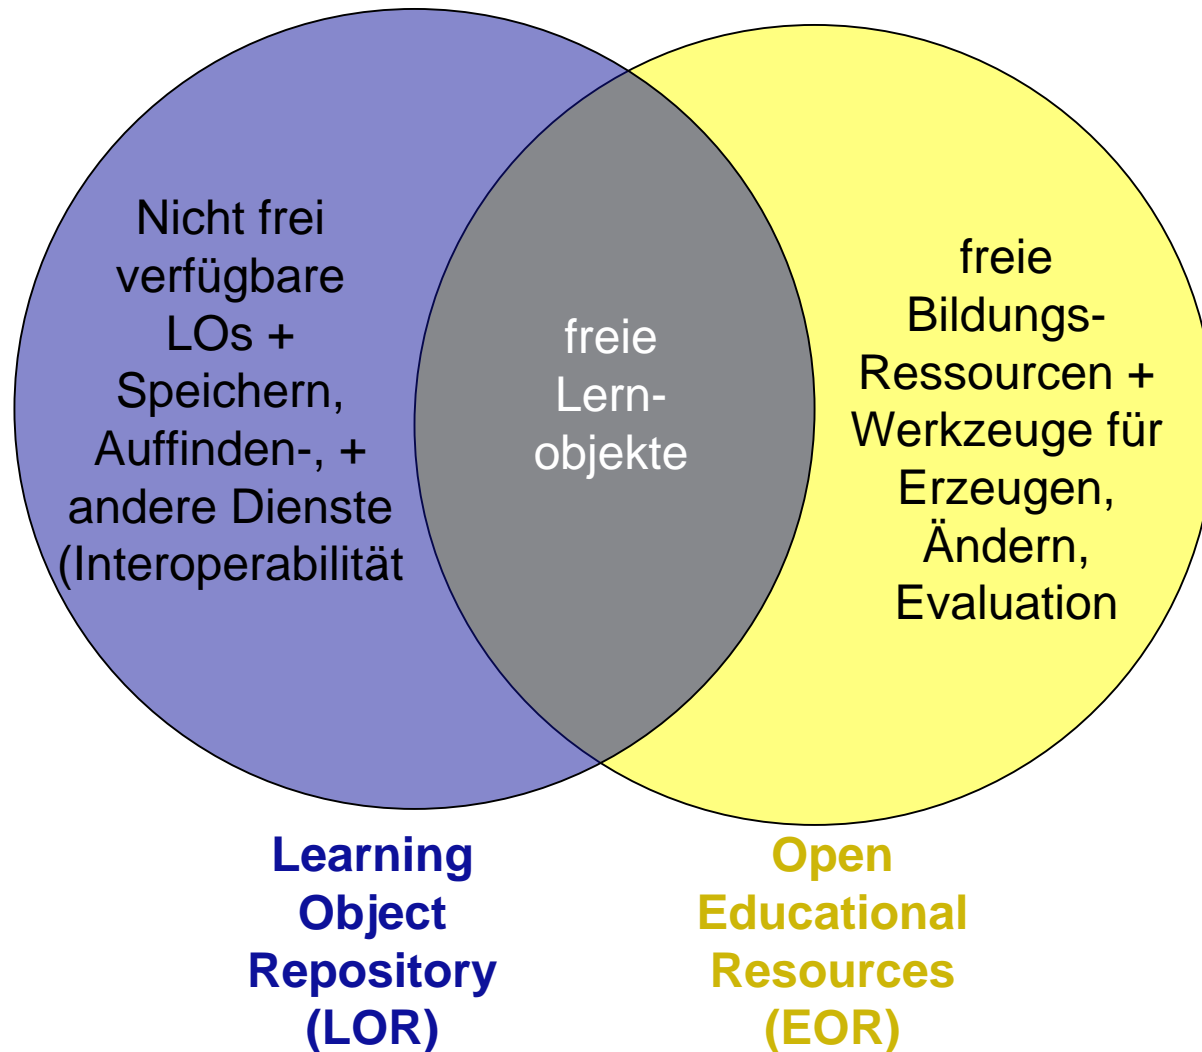 Nicht frei
verfügbare
LOs +
Speichern,
Auffinden-, +
andere Dienste
(Interoperabilität
freie
Lern-
objekte
freie
Bildungs-
Ressourcen +
Werkzeuge für
Erzeugen,
Ändern,
Evaluation
Learning
Object
Repository
(LOR)
Open
Educational
Resources
(EOR)